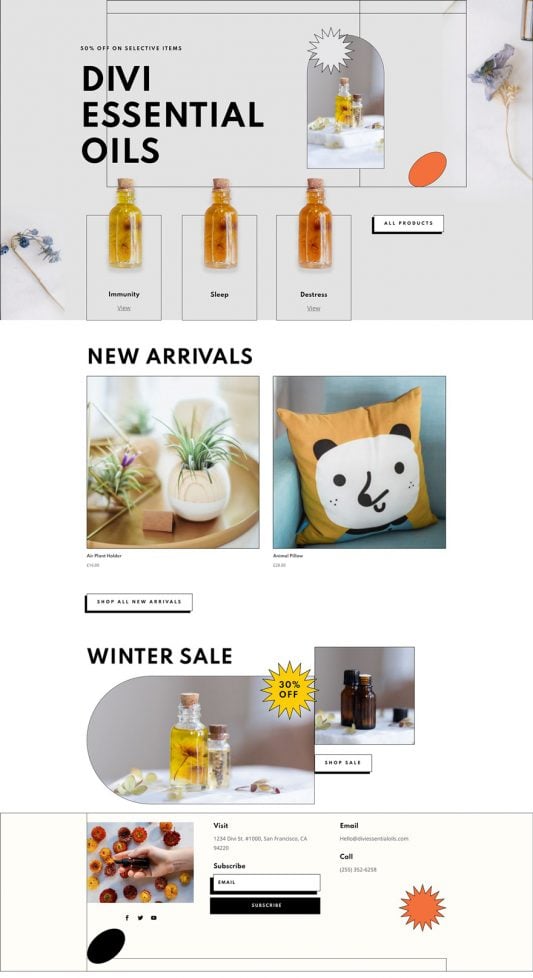 50% OFF ON SELECTIVE ITEMS
DIVI
ESSENTIAL
OILS
ALL PRODUCTS
Immunity
Sleep
Destress
View
View
NEW ARRIVALS
Air Plant Holder
Animal Pillow
£16.00
£28.00
SHOP ALL NEW ARRIVALS
WINTER SALE
30%
OFF
SHOP SALE
Visit
1234 Divi St. #1000, San Francisco, CA
94220
Subscribe
EMAIL
SUBSCRIBE
Email
Hello@diviessentialoils.com
Call
(255) 352-6258